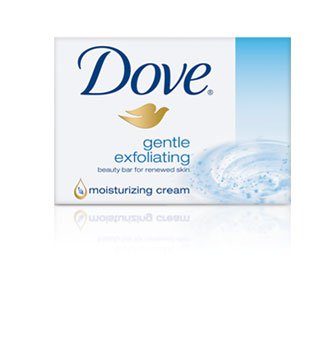 Dove®
gentle
exfoliating
beauty bar for renewed skin
¼ moisturizing cream